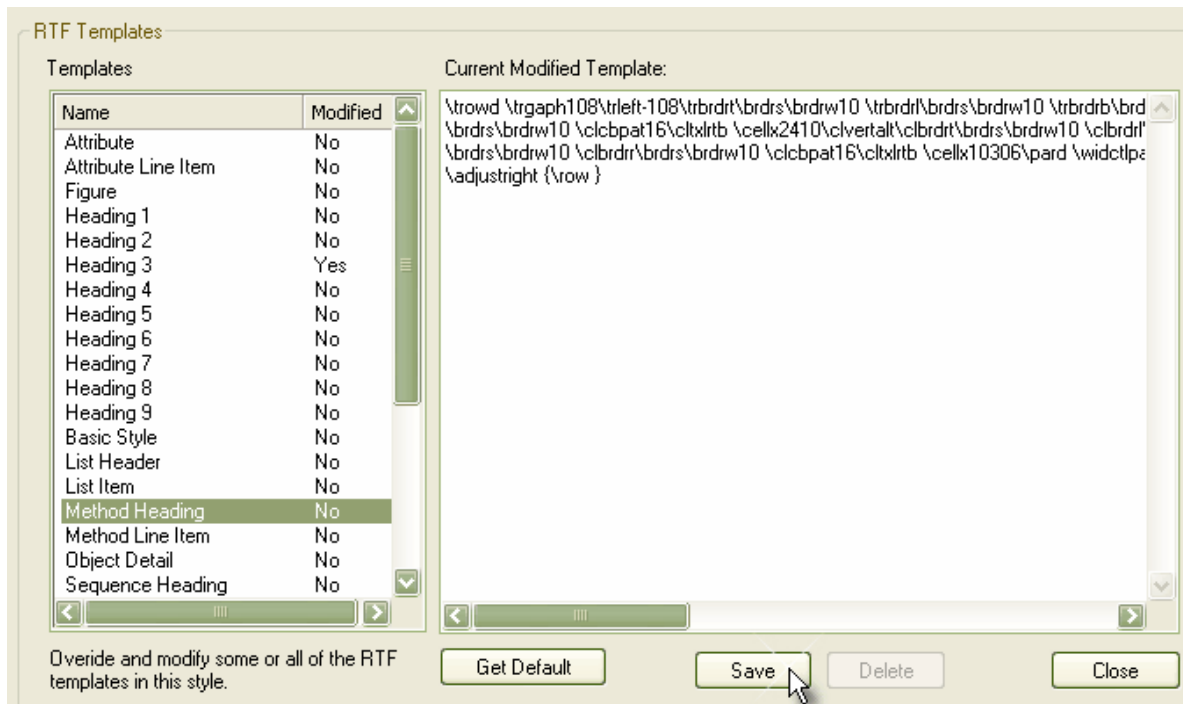 RTF Templates
Templates
Name Modified
Attribute No
Attribute Line Item No
Figure No
Heading 1 No
Heading 2 No
Heading 3 Yes
Heading 4 No
Heading 5 No
Heading 6 No
Heading 7 No
Heading 8 No
Heading 9 No
Basic Style No
List Header No
List Item No
Method Heading No
Method Line Item No
Object Detail No
Sequence Heading No
Overide and modify some or all of the RTF
templates in this style.
Current Modified Template:
\trowd \trgaph108\trleft-108\trbrdrt\brdrs\brdrw10 \trbrdrl\brdrs\brdrw10 \trbrdrb\brd
\brdrs\brdrw10 \clcbpat16\cltxlrtb \cellx2410\clvertalt\clbrdrt\brdrs\brdrw10 \clbrdrl\
\brdrs\brdrw10 \clbrdrr\brdrs\brdrw10 \clcbpat16\cltxlrtb \cellx10306\pard \widctlpa
\adjustright {\row }
Get Default Save Delete Close